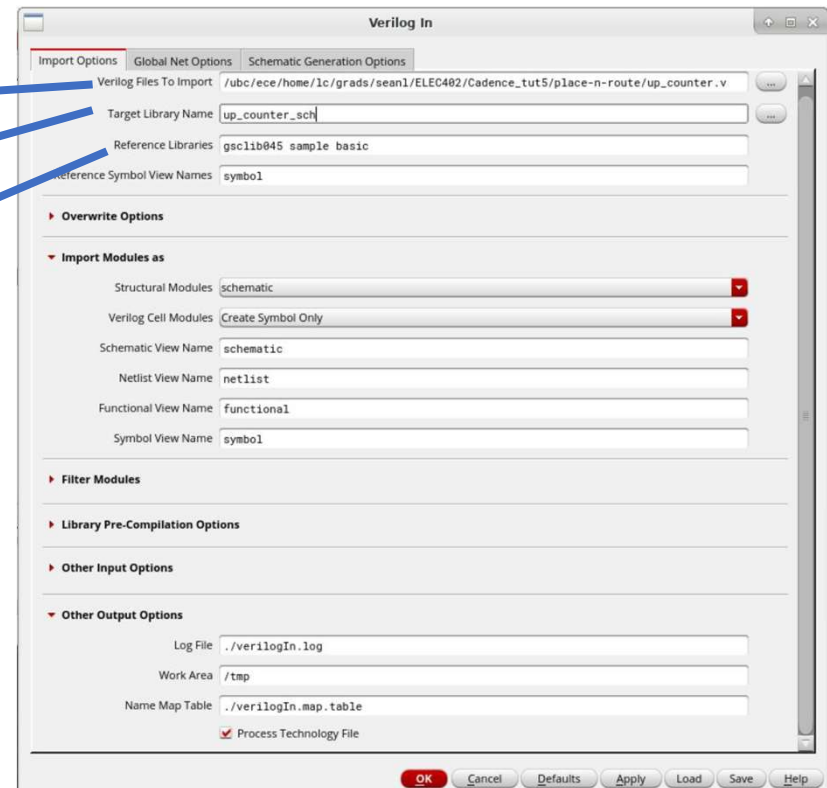 Verilog In
Import Options Global Net Options Schematic Generation Options
Verilog Files To Import /ubc/ece/home/lc/grads/seanl/ELEC402/Cadence_tut5/place-n-route/up_counter.v ...
Target Library Name up_counter_sch ...
Reference Libraries gsclib045 sample basic
Reference Symbol View Names symbol
Overwrite Options
Import Modules as
Structural Modules schematic
Verilog Cell Modules Create Symbol Only
Schematic View Name schematic
Netlist View Name netlist
Functional View Name functional
Symbol View Name symbol
Filter Modules
Library Pre-Compilation Options
Other Input Options
Other Output Options
Log File ./verilogIn.log
Work Area /tmp
Name Map Table ./verilogIn.map.table
Process Technology File
OK Cancel Defaults Apply Load Save Help